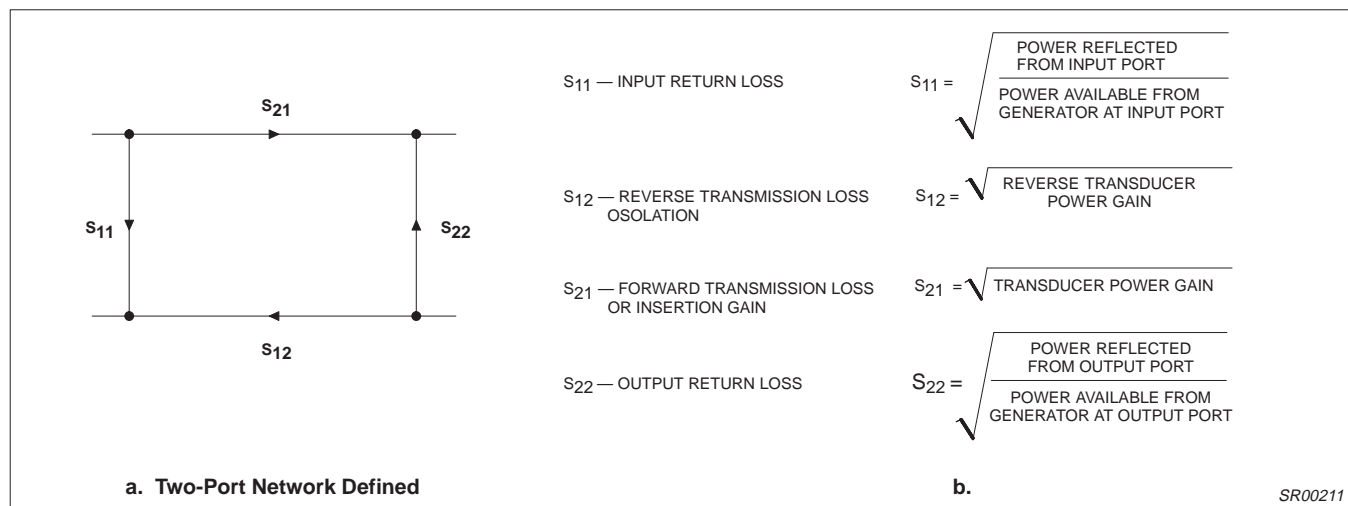 S21
S11
S22
S12
a. Two-Port Network Defined
S11 — INPUT RETURN LOSS
S12 — REVERSE TRANSMISSION LOSS
OSOLATION
S21 — FORWARD TRANSMISSION LOSS
OR INSERTION GAIN
S22 — OUTPUT RETURN LOSS
S11 = √
POWER REFLECTED
FROM INPUT PORT
POWER AVAILABLE FROM
GENERATOR AT INPUT PORT
S12 = √ REVERSE TRANSDUCER
POWER GAIN
S21 = √ TRANSDUCER POWER GAIN
S22 = √
POWER REFLECTED
FROM OUTPUT PORT
POWER AVAILABLE FROM
GENERATOR AT OUTPUT PORT
b.
SR00211